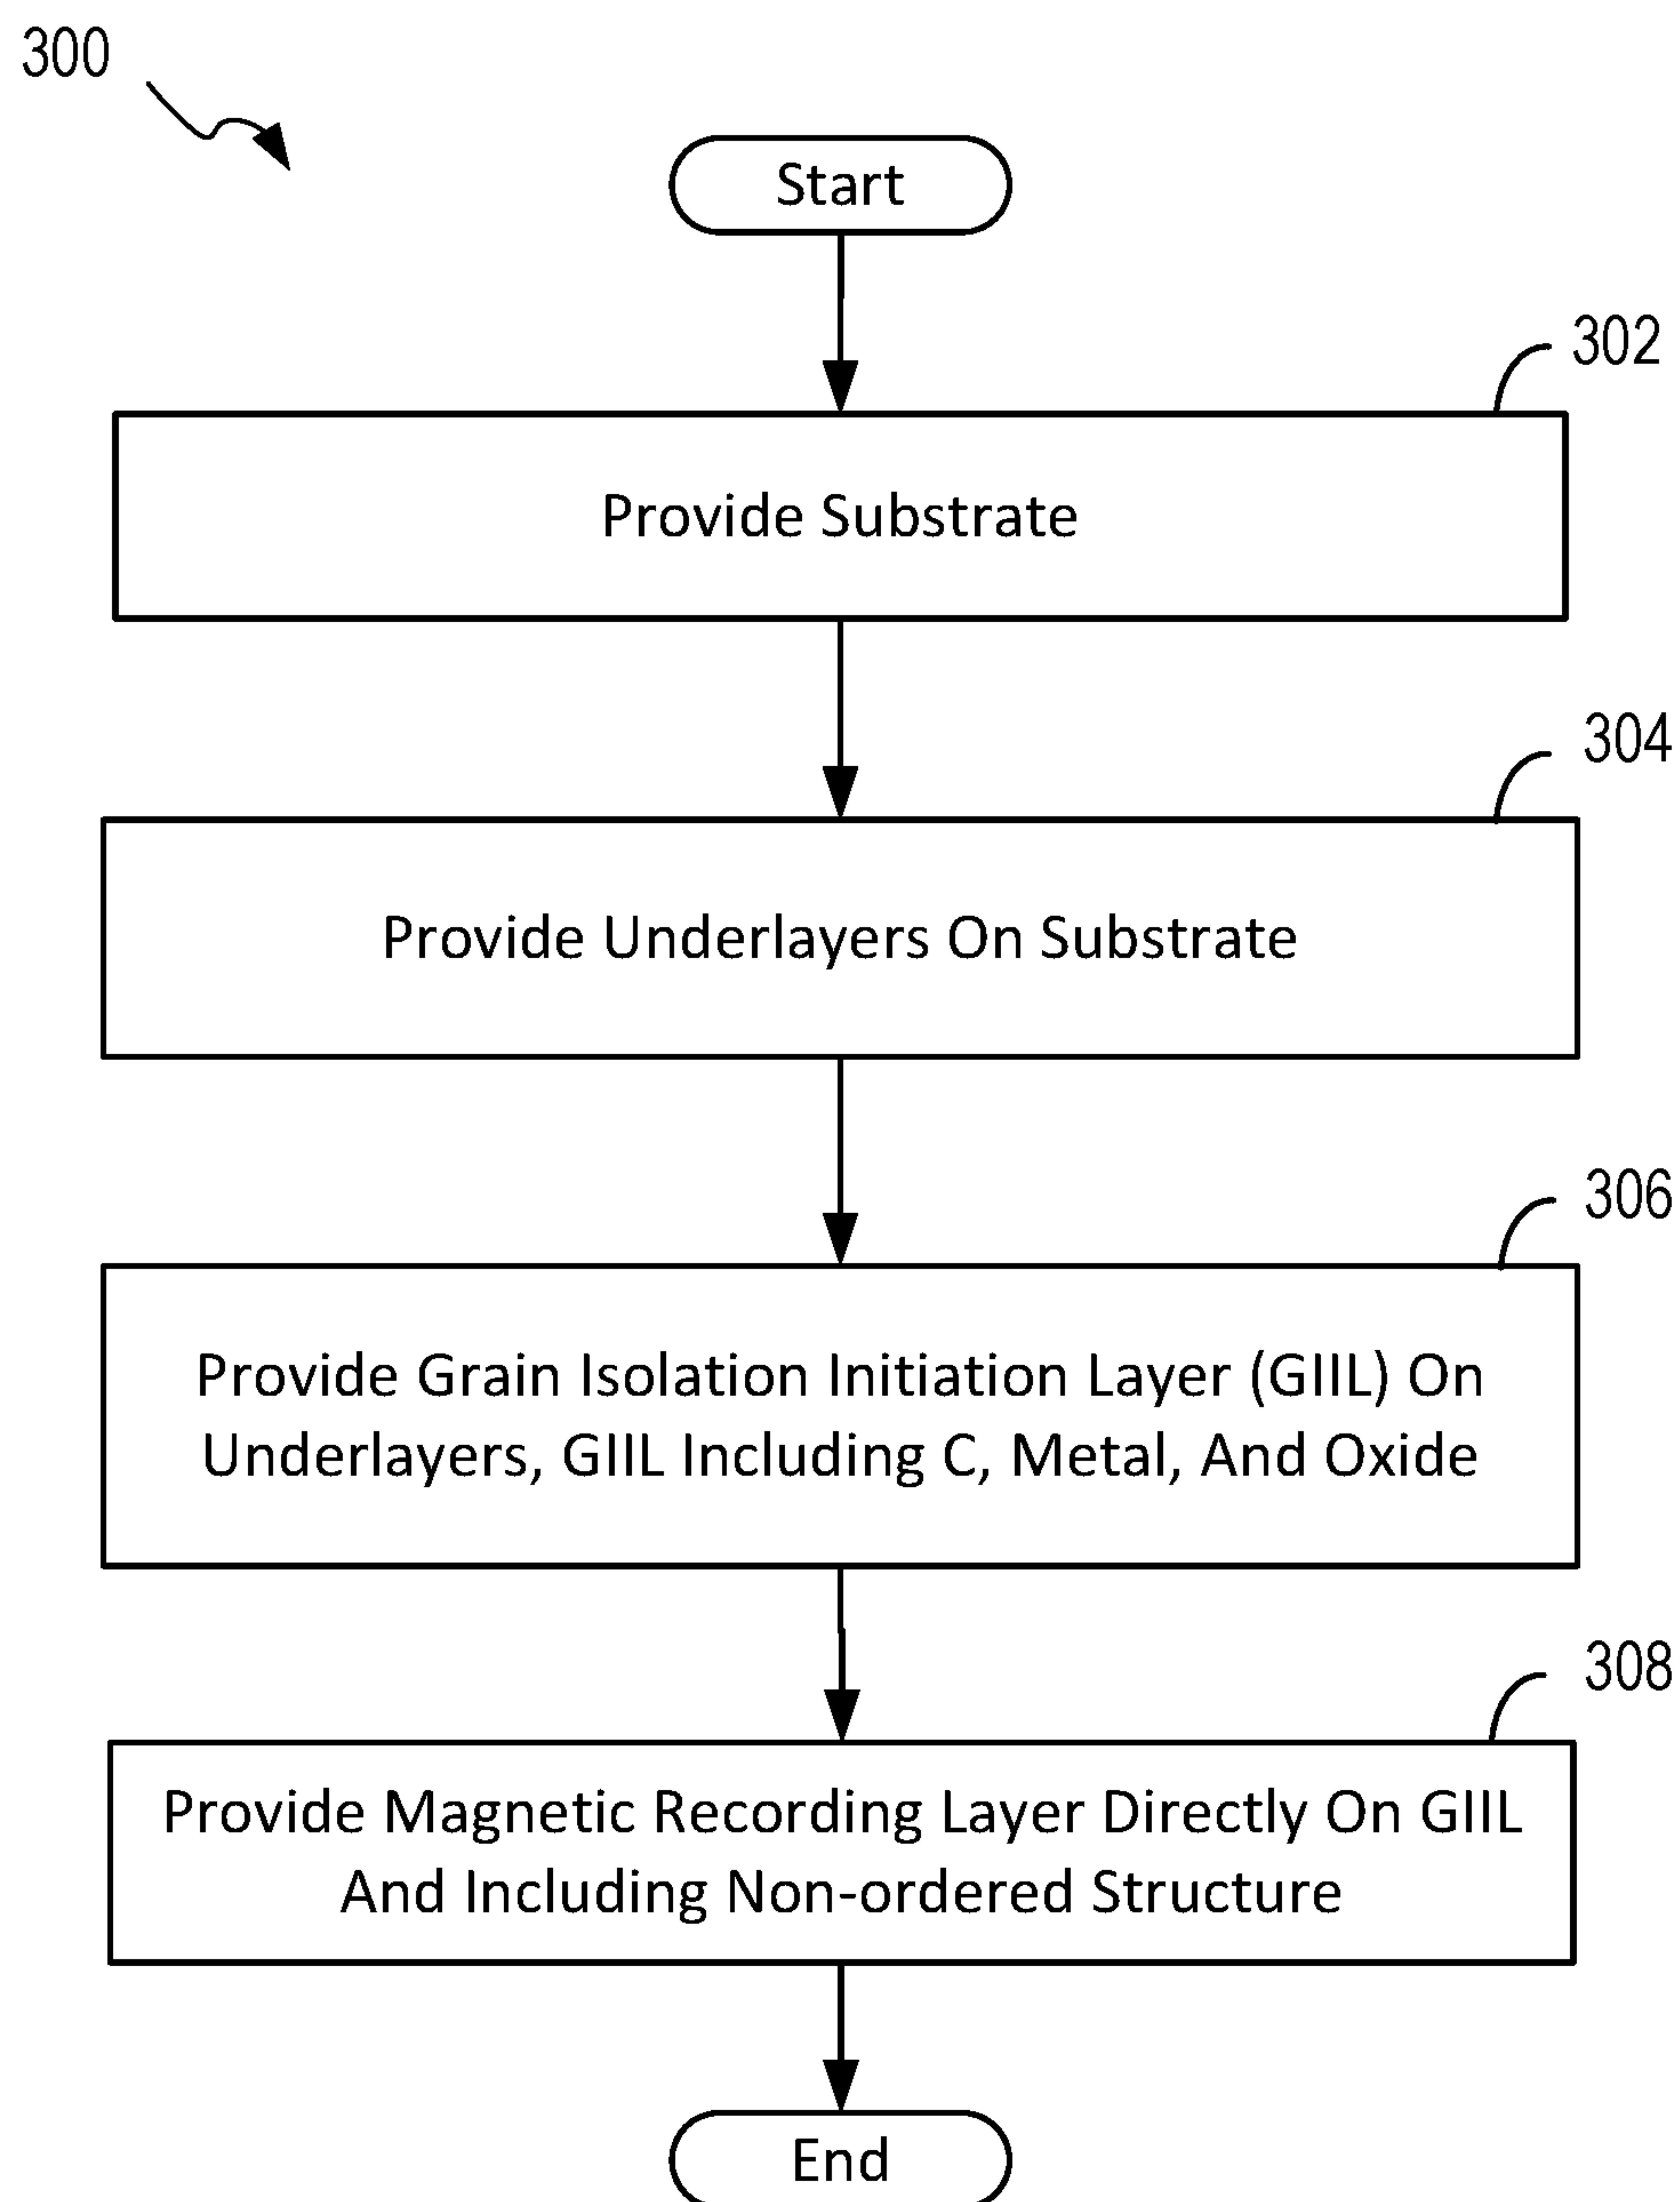 300
Start
302
Provide Substrate
304
Provide Underlayers On Substrate
306
Provide Grain Isolation Initiation Layer (GIIL) On
Underlayers, GIIL Including C, Metal, And Oxide
308
Provide Magnetic Recording Layer Directly On GIIL
And Including Non-ordered Structure
End